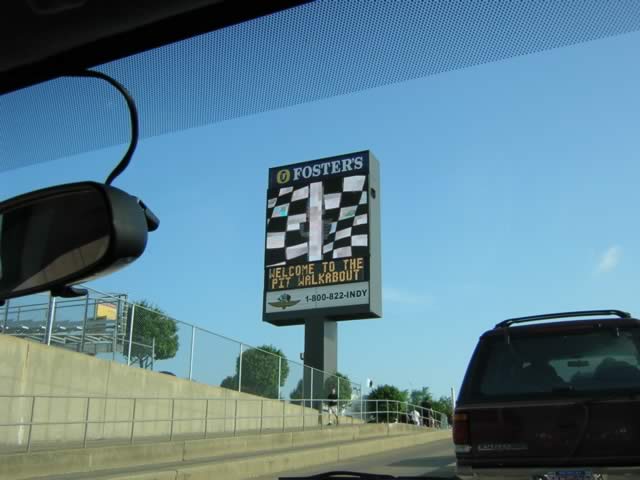 FOSTER'S
WELCOME TO THE
PIT WALKABOUT
1-800-822-INDY